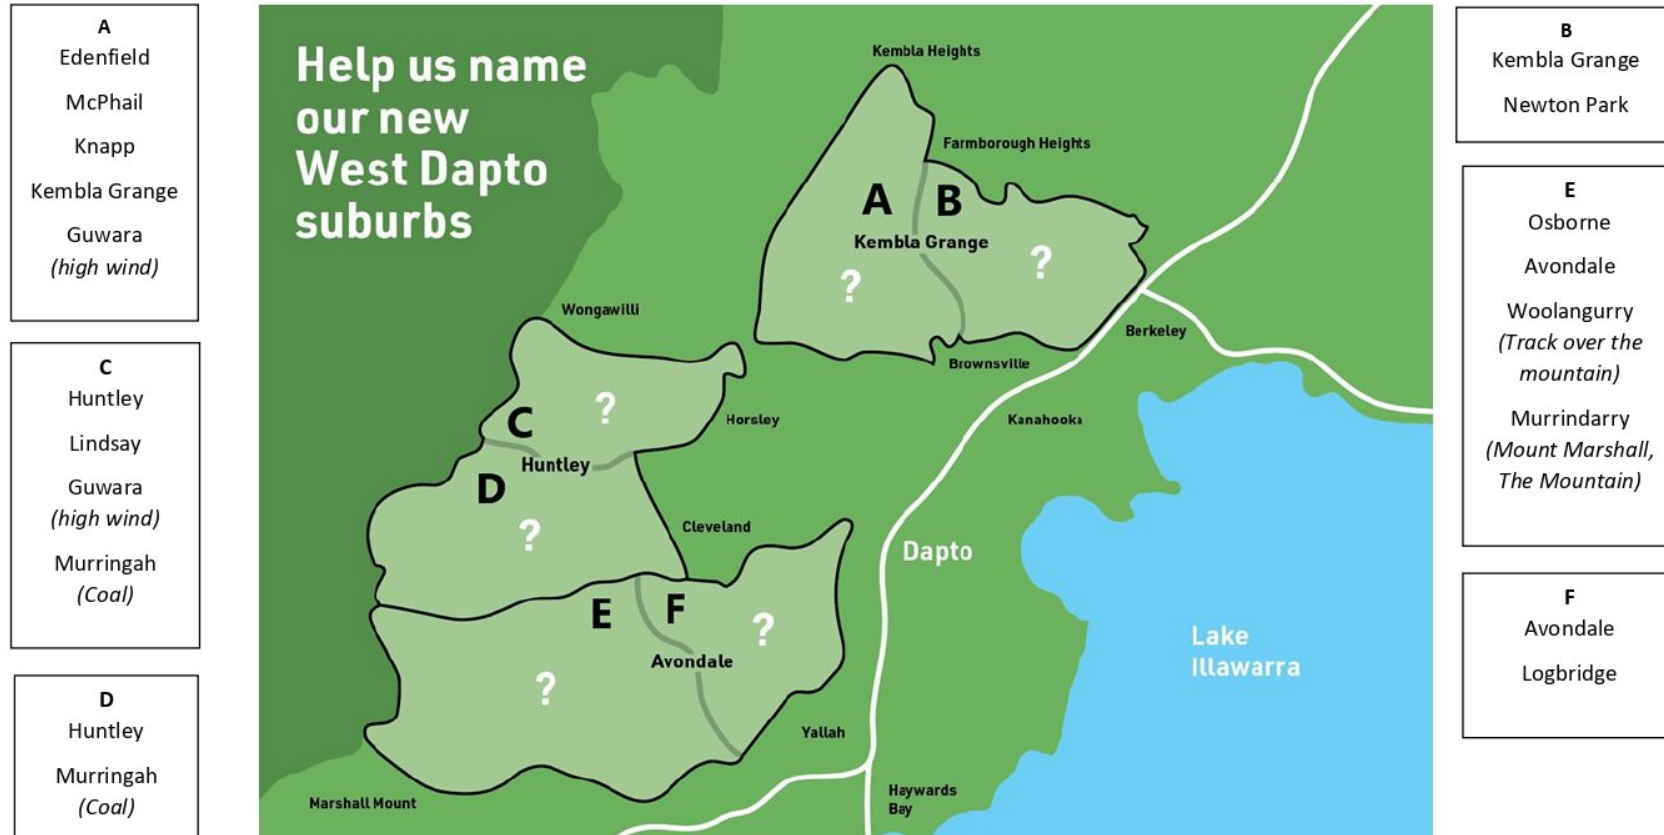 A
Edenfield
McPhail
Knapp
Kembla Grange
Guwara
(high wind)
C
Huntley
Lindsay
Guwara
(high wind)
Murringah
(Coal)
D
Huntley
Murringah
(Coal)
Help us name
our new
West Dapto
suburbs
Kembla Heights
Farmborough Heights
A
B
Kembla Grange
?
?
Wongawilli
Berkeley
Brownsville
C
?
Horsley
Kanahooka
Huntley
D
?
Cleveland
Dapto
E
F
?
Avondale
Lake
Illawarra
?
Yallah
Marshall Mount
Haywards
Bay
B
Kembla Grange
Newton Park
E
Osborne
Avondale
Woolangurry
(Track over the
mountain)
Murrindarry
(Mount Marshall,
The Mountain)
F
Avondale
Logbridge